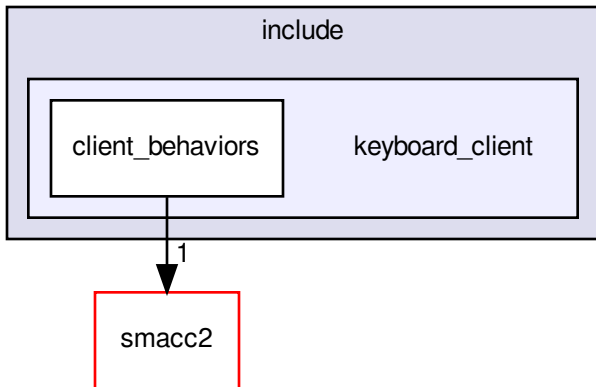 include
client_behaviors
keyboard_client
1
smacc2